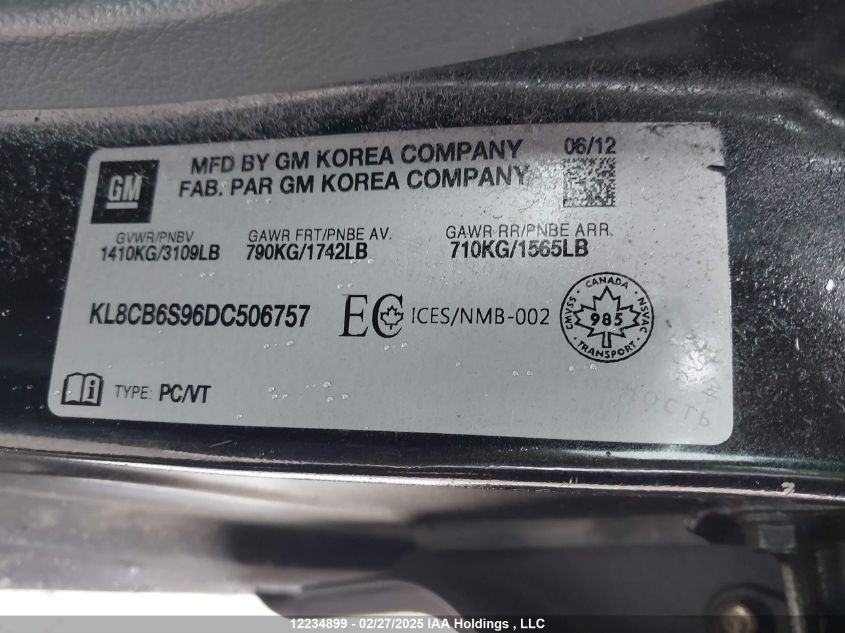 GM
MFD BY GM KOREA COMPANY 06/12
FAB. PAR GM KOREA COMPANY
GVWR/PNBV GAWR FRT/PNBE AV. GAWR RR/PNBE ARR.
1410KG/3109LB 790KG/1742LB 710KG/1565LB
KL8CB6S96DC506757 EC ICES/NMB-002
CANADA
CMVSS NSVAC
985
TRANSPORT
TYPE: PC/VT
12234899 - 02/27/2025 IAA Holdings , LLC